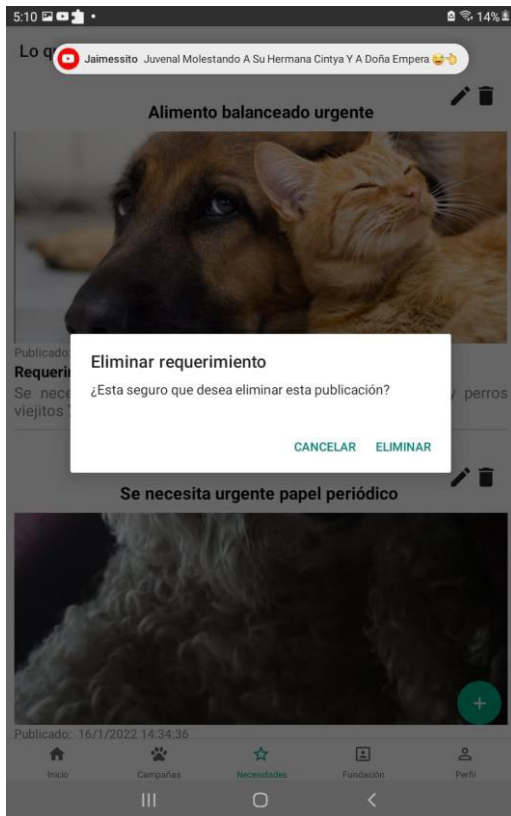 5:10
14%
Lo q
Jaimessito Juvenal Molestando A Su Hermana Cintya Y A Doña Empera 😅👌
Alimento balanceado urgente
Publicado:
Requeri
Se nece y perros
viejitos
Eliminar requerimiento
¿Esta seguro que desea eliminar esta publicación?
CANCELAR ELIMINAR
Se necesita urgente papel periódico
Publicado: 16/1/2022 14:34:36
Inicio Campañas Necesidades Fundación Perfil